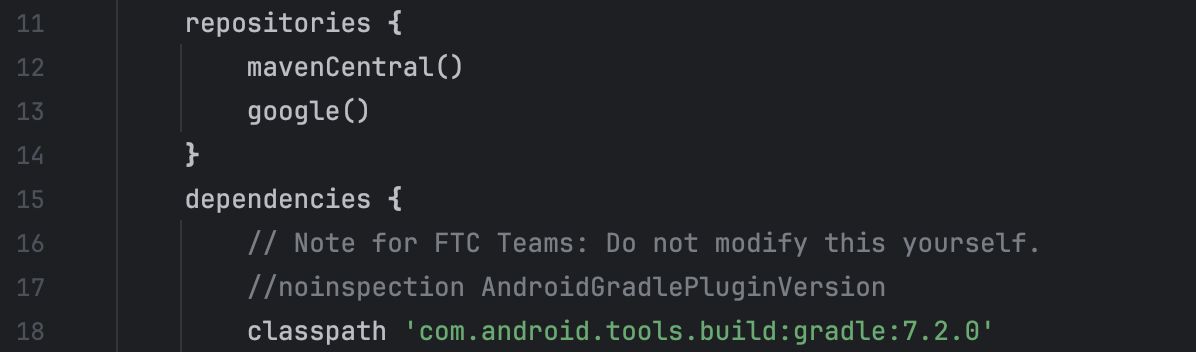 11 repositories {
12 mavenCentral()
13 google()
14 }
15 dependencies {
16 // Note for FTC Teams: Do not modify this yourself.
17 //noinspection AndroidGradlePluginVersion
18 classpath 'com.android.tools.build:gradle:7.2.0'